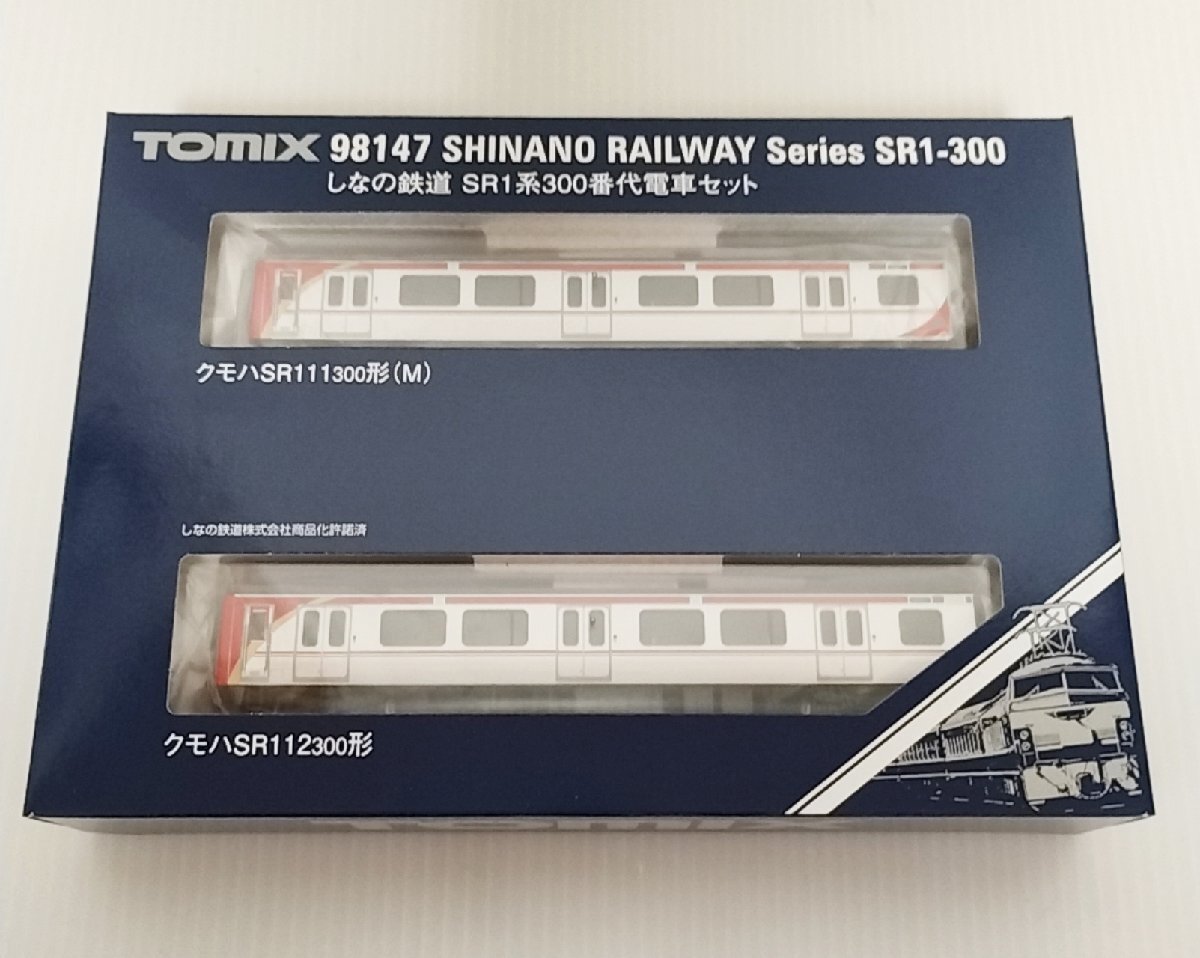 TOMIX 98147 SHINANO RAILWAY Series SR1-300
しなの鉄道 SR1系300番代電車セット
クモハSR111300形(M)
しなの鉄道株式会社商品化許諾済
クモハSR112300形